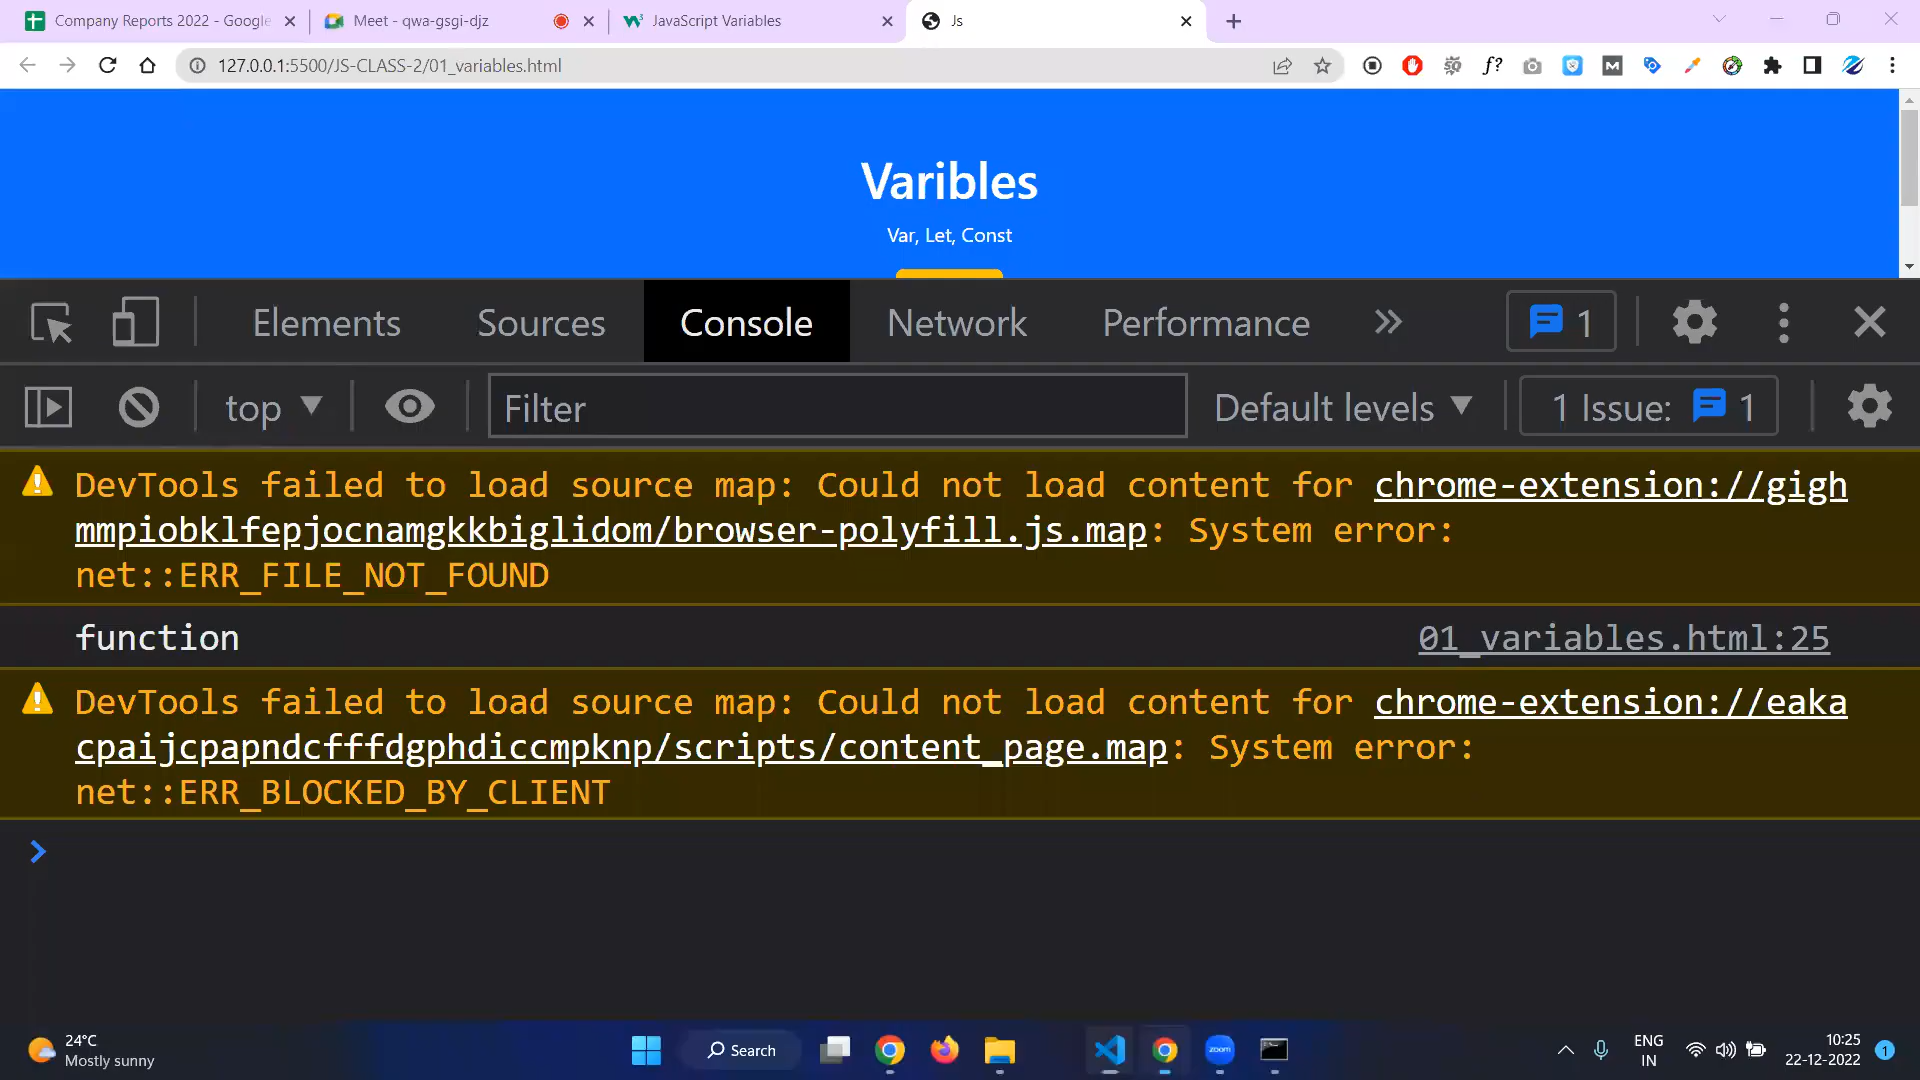 Company Reports 2022 - Google
Meet - qwa-gsgi-djz
JavaScript Variables
Js
127.0.0.1:5500/JS-CLASS-2/01_variables.html
f?
M
Varibles
Var, Let, Const
Elements
Sources
Console
Network
Performance
1
top
Filter
Default levels
1 Issue:
1
DevTools failed to load source map: Could not load content for chrome-extension://gigh
mmpiobklfepjocnamgkkbiglidom/browser-polyfill.js.map: System error:
net::ERR_FILE_NOT_FOUND
function
01_variables.html:25
DevTools failed to load source map: Could not load content for chrome-extension://eaka
cpaijcpapndcfffdgphdiccmpknp/scripts/content_page.map: System error:
net::ERR_BLOCKED_BY_CLIENT
24°C
Mostly sunny
Search
zoom
ENG
IN
10:25
22-12-2022
1